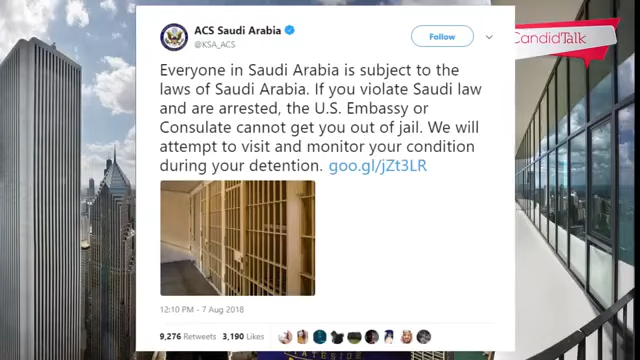 ACS Saudi Arabia
@KSA_ACS
Follow
CandidTalk
Everyone in Saudi Arabia is subject to the
laws of Saudi Arabia. If you violate Saudi law
and are arrested, the U.S. Embassy or
Consulate cannot get you out of jail. We will
attempt to visit and monitor your condition
during your detention. goo.gl/jZt3LR
12:10 PM - 7 Aug 2018
9,276 Retweets 3,190 Likes
STATESIDE